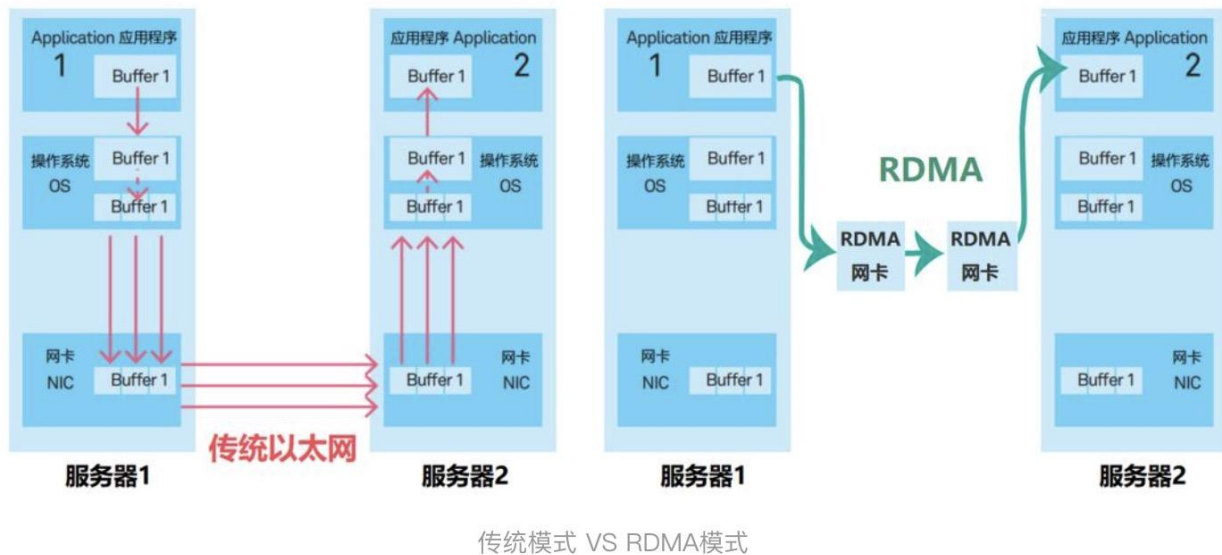 Application 应用程序
1
Buffer 1
操作系统
OS
Buffer 1
Buffer 1
网卡
NIC
Buffer 1
服务器1
传统以太网
应用程序 Application
Buffer 1
2
Buffer 1
操作系统
OS
Buffer 1
网卡
Buffer 1
NIC
服务器2
Application 应用程序
1
Buffer 1
操作系统
OS
Buffer 1
Buffer 1
网卡
NIC
Buffer 1
服务器1
RDMA
RDMA
网卡
RDMA
网卡
应用程序 Application
Buffer 1
2
Buffer 1
操作系统
OS
Buffer 1
网卡
Buffer 1
NIC
服务器2
传统模式 VS RDMA模式